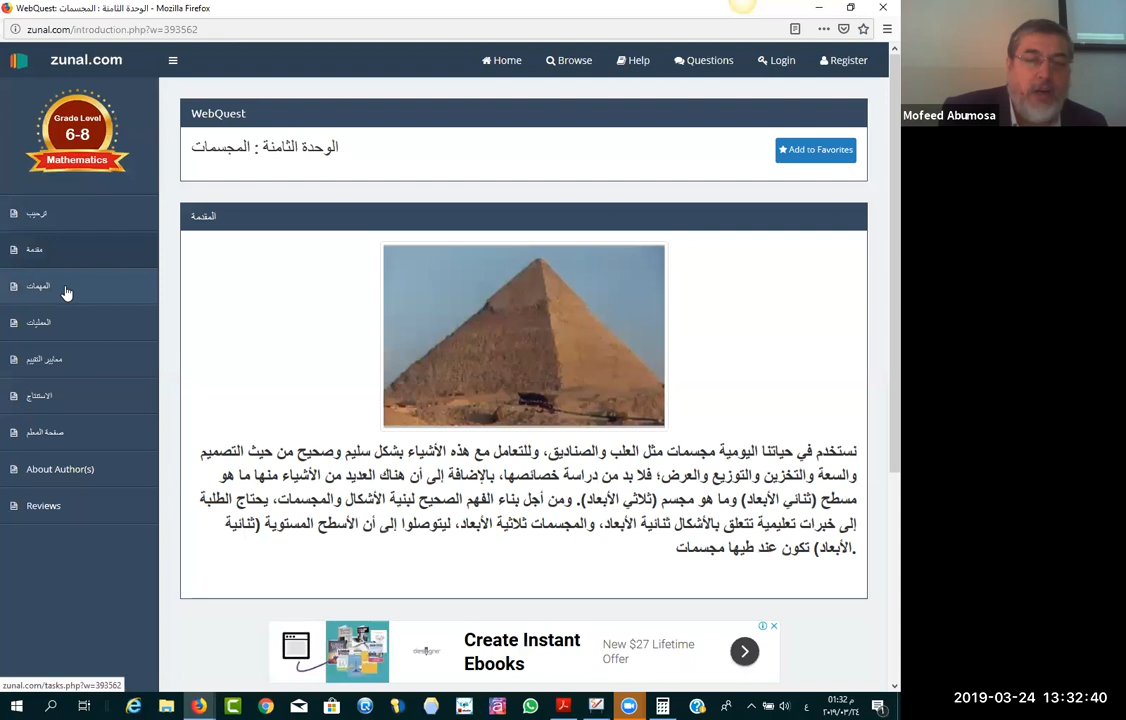 WebQuest: الوحدة الثامنة : المجسمات - Mozilla Firefox
zunal.com/introduction.php?w=393562
zunal.com
Home
Browse
Help
Questions
Login
Register
Grade Level
6-8
Mathematics
ترحيب
مقدمة
المهمات
العمليات
معايير التقييم
الاستنتاج
صفحة المعلم
About Author(s)
Reviews
WebQuest
الوحدة الثامنة : المجسمات
Add to Favorites
المقدمة
نستخدم في حياتنا اليومية مجسمات مثل العلب والصناديق، وللتعامل مع هذه الأشياء بشكل سليم وصحيح من حيث التصميم
والسعة والتخزين والتوزيع والعرض؛ فلا بد من دراسة خصائصها، بالإضافة إلى أن هناك العديد من الأشياء منها ما هو
مسطح (ثنائي الأبعاد) وما هو مجسم (ثلاثي الأبعاد). ومن أجل بناء الفهم الصحيح لبنية الأشكال والمجسمات، يحتاج الطلبة
إلى خبرات تعليمية تتعلق بالأشكال ثنائية الأبعاد، والمجسمات ثلاثية الأبعاد، ليتوصلوا إلى أن الأسطح المستوية (ثنائية
.الأبعاد) تكون عند طيها مجسمات
Create Instant
Ebooks
New $27 Lifetime
Offer
zunal.com/tasks.php?w=393562
01:32 م
٢٠١٩/٠٣/٢٤
Mofeed Abumosa
2019-03-24 13:32:40